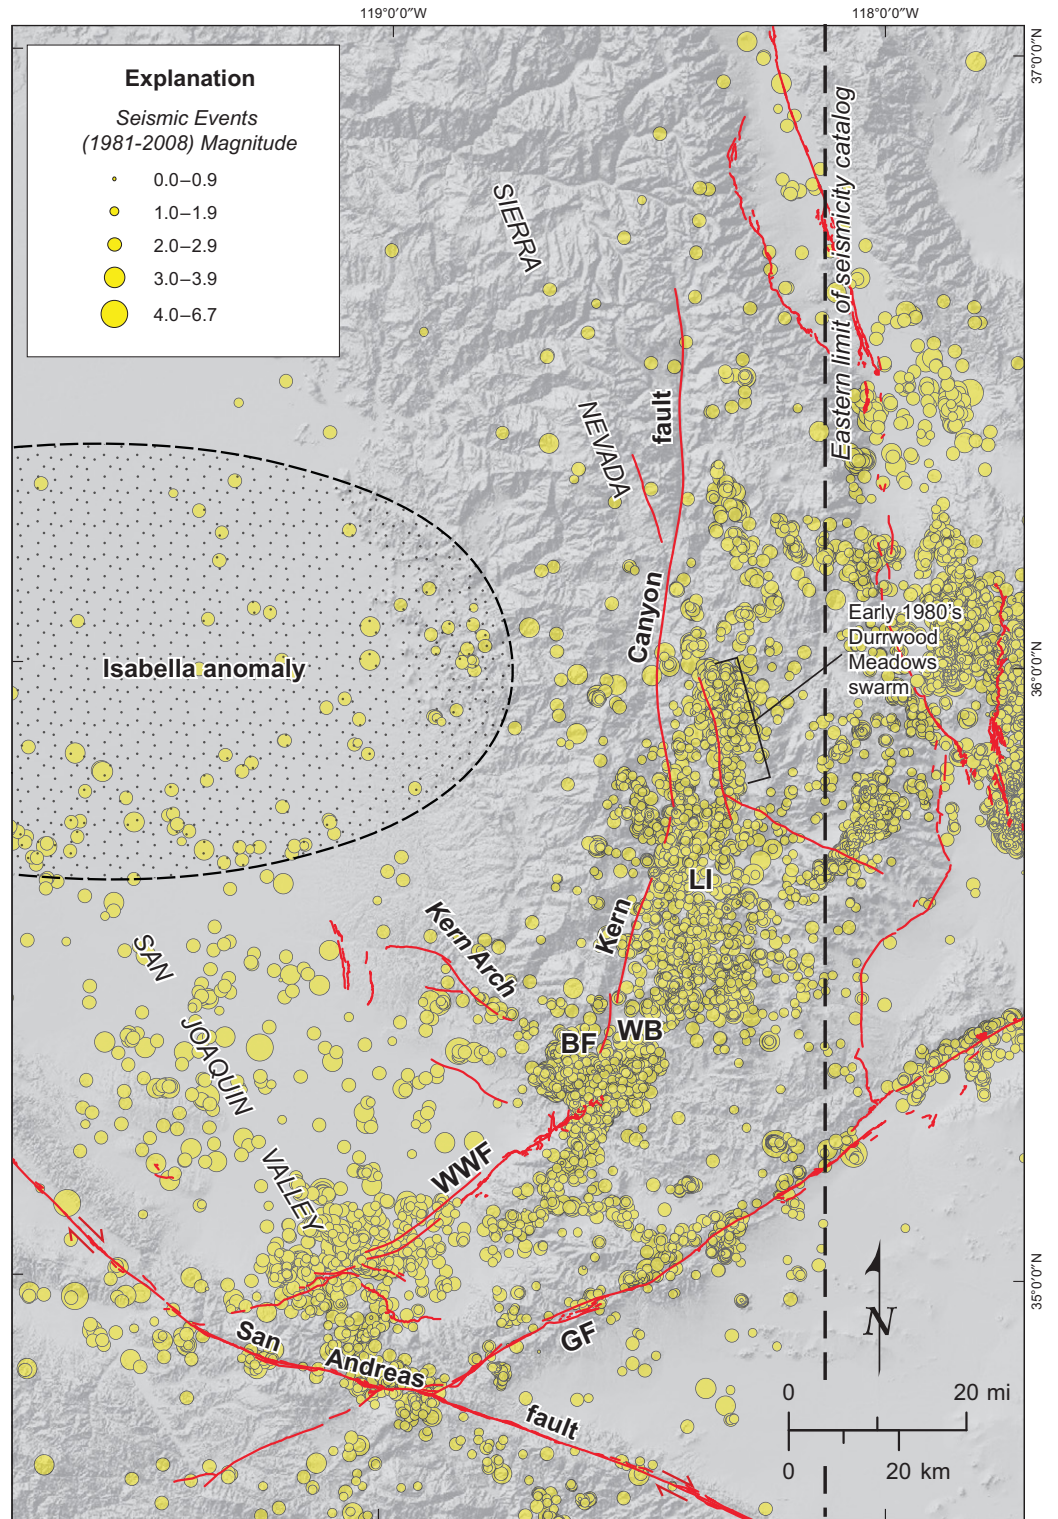 119°0'0"W
118°0'0"W
37°0'0"N
36°0'0"N
35°0'0"N
Explanation
Seismic Events
(1981-2008) Magnitude
0.0–0.9
1.0–1.9
2.0–2.9
3.0–3.9
4.0–6.7
SIERRA
NEVADA
Eastern limit of seismicity catalog
fault
Canyon
Kern
Isabella anomaly
Early 1980's
Durrwood
Meadows
swarm
LI
Kern Arch
SAN
JOAQUIN
VALLEY
BF
WB
WWF
GF
San
Andreas
fault
N
0
20 mi
0
20 km